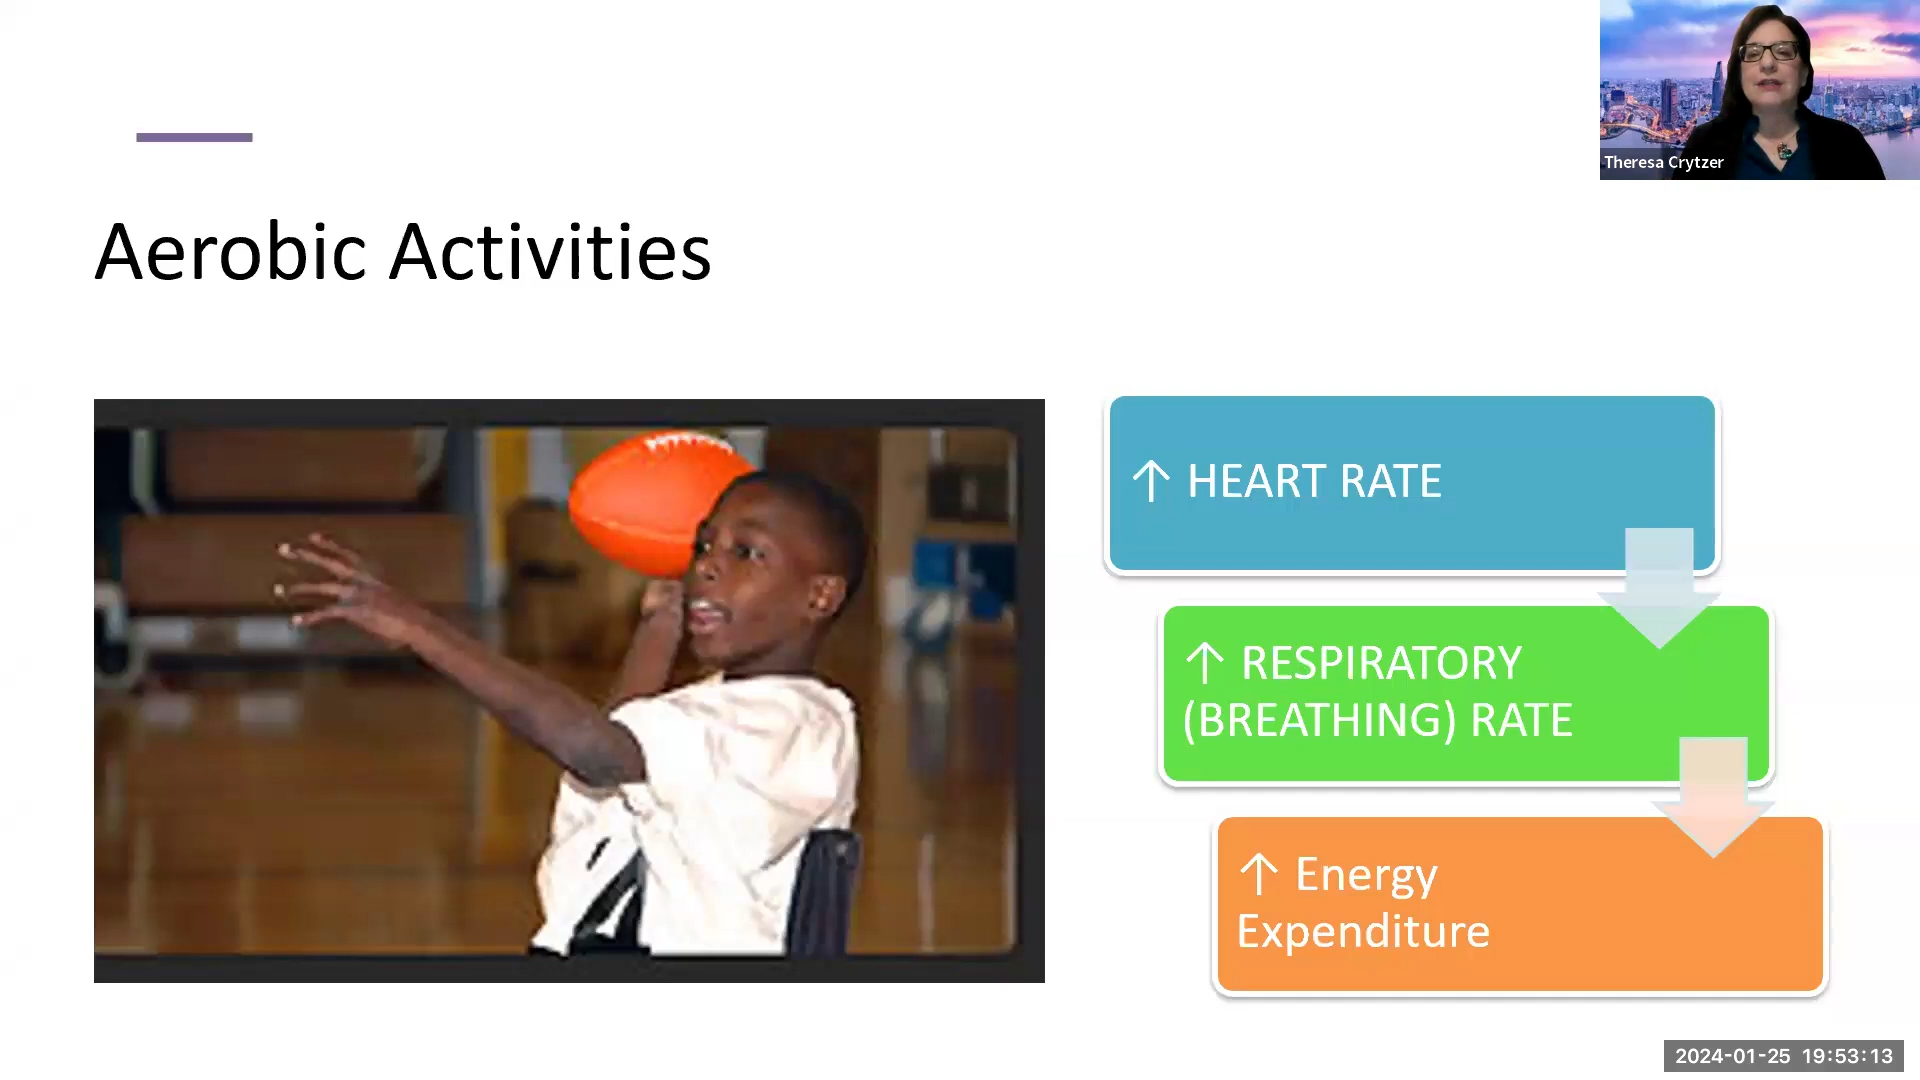 Theresa Crytzer
Aerobic Activities
↑ HEART RATE
↑ RESPIRATORY
(BREATHING) RATE
↑ Energy
Expenditure
2024-01-25 19:53:13